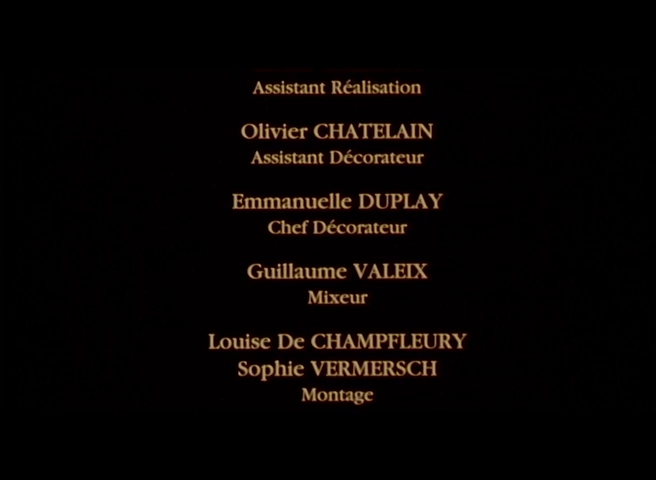 Assistant Réalisation
Olivier CHATELAIN
Assistant Décorateur
Emmanuelle DUPLAY
Chef Décorateur
Guillaume VALEIX
Mixeur
Louise De CHAMPFLEURY
Sophie VERMERSCH
Montage